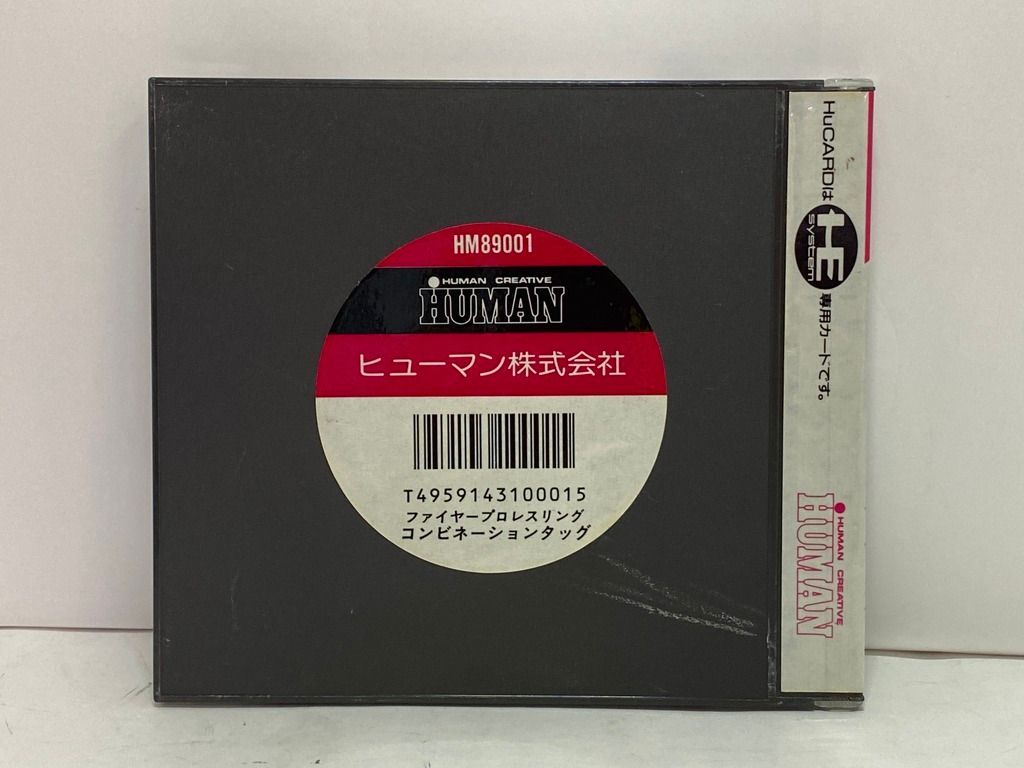 HM89001
HUMAN CREATIVE
HUMAN
ヒューマン株式会社
T4959143100015
ファイヤープロレスリング
コンビネーションタッグ
HuCARDは HE system 専用カードです。
HUMAN CREATIVE
HUMAN